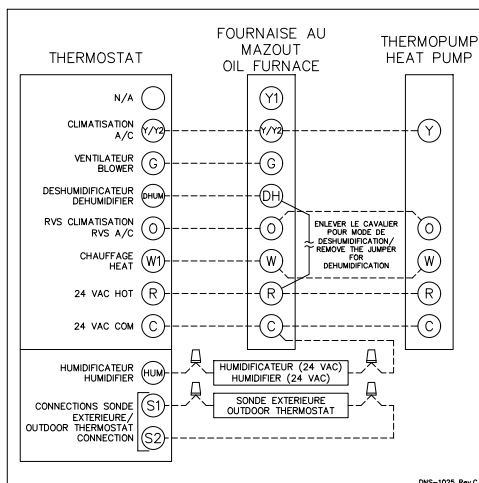 THERMOSTAT
FOURNAISE AU
MAZOUT
OIL FURNACE
THERMOPUMP
HEAT PUMP
N/A
Y1
CLIMATISATION
A/C
Y/Y2
Y/Y2
Y
VENTILATEUR
BLOWER
G
G
DESHUMIDIFICATEUR
DEHUMIDIFIER
DHUM
DH
RVS CLIMATISATION
RVS A/C
O
O
ENLEVER LE CAVALIER
POUR MODE DE
DESHUMIDIFICATION/
REMOVE THE JUMPER
FOR
DEHUMIDIFICATION
O
CHAUFFAGE
HEAT
W1
W
W
24 VAC HOT
R
R
R
24 VAC COM
C
C
C
HUMIDIFICATEUR
HUMIDIFIER
HUM
HUMIDIFICATEUR (24 VAC)
HUMIDIFIER (24 VAC)
CONNECTIONS SONDE
EXTERIEURE/
OUTDOOR THERMOSTAT
CONNECTION
S1
SONDE EXTERIEURE
OUTDOOR THERMOSTAT
S2
DNS-1025 Rev.C